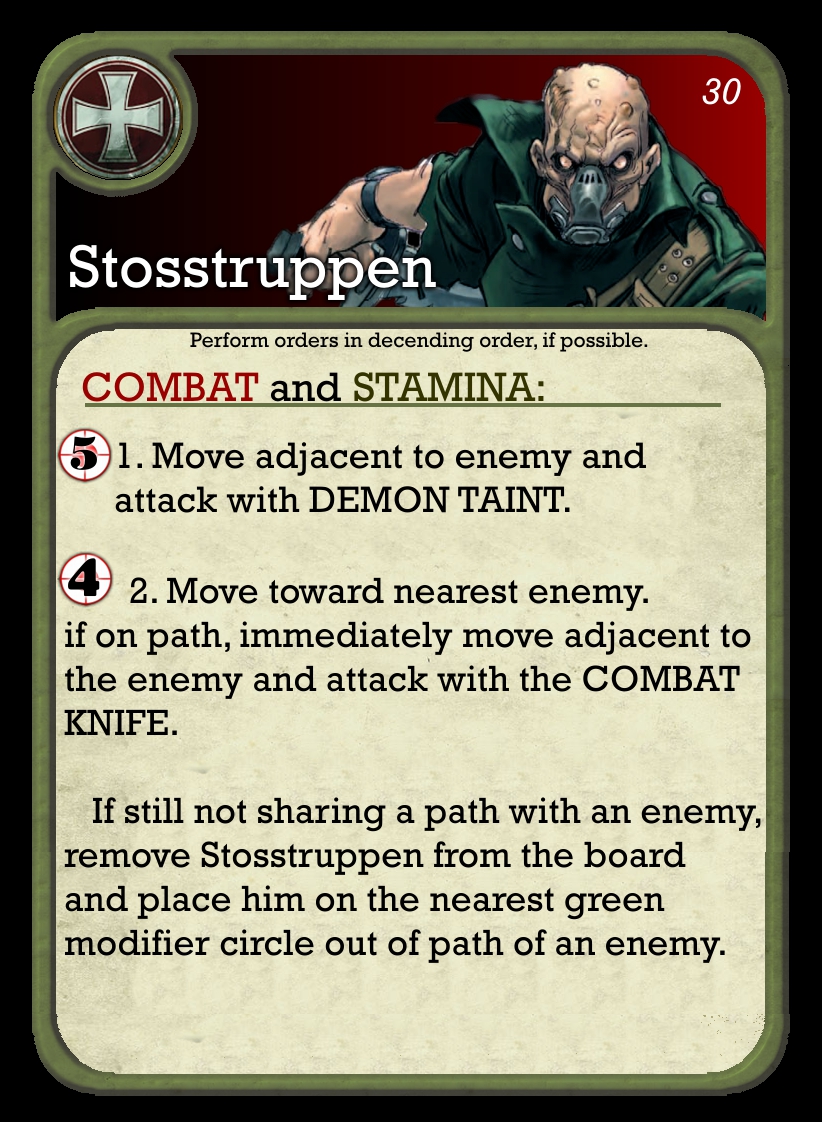 30
Stosstruppen
Perform orders in decending order, if possible.
COMBAT and STAMINA:
5 1. Move adjacent to enemy and
attack with DEMON TAINT.
4 2. Move toward nearest enemy.
if on path, immediately move adjacent to
the enemy and attack with the COMBAT
KNIFE.
If still not sharing a path with an enemy,
remove Stosstruppen from the board
and place him on the nearest green
modifier circle out of path of an enemy.